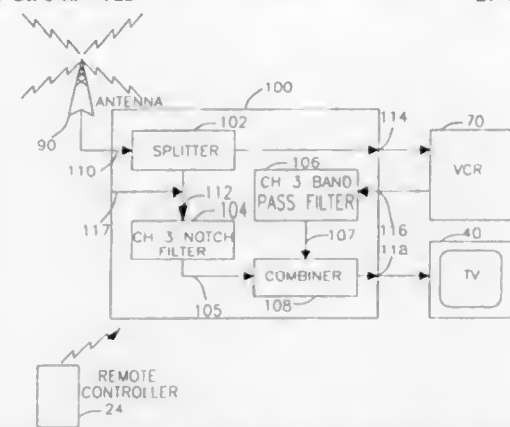 100
ANTENNA
90
102
114
70
SPLITTER
110
106
VCR
112
CH 3 BAND
PASS FILTER
117
104
116
CH 3 NOTCH
FILTER
107
118
40
COMBINER
TV
105
108
REMOTE
CONTROLLER
24